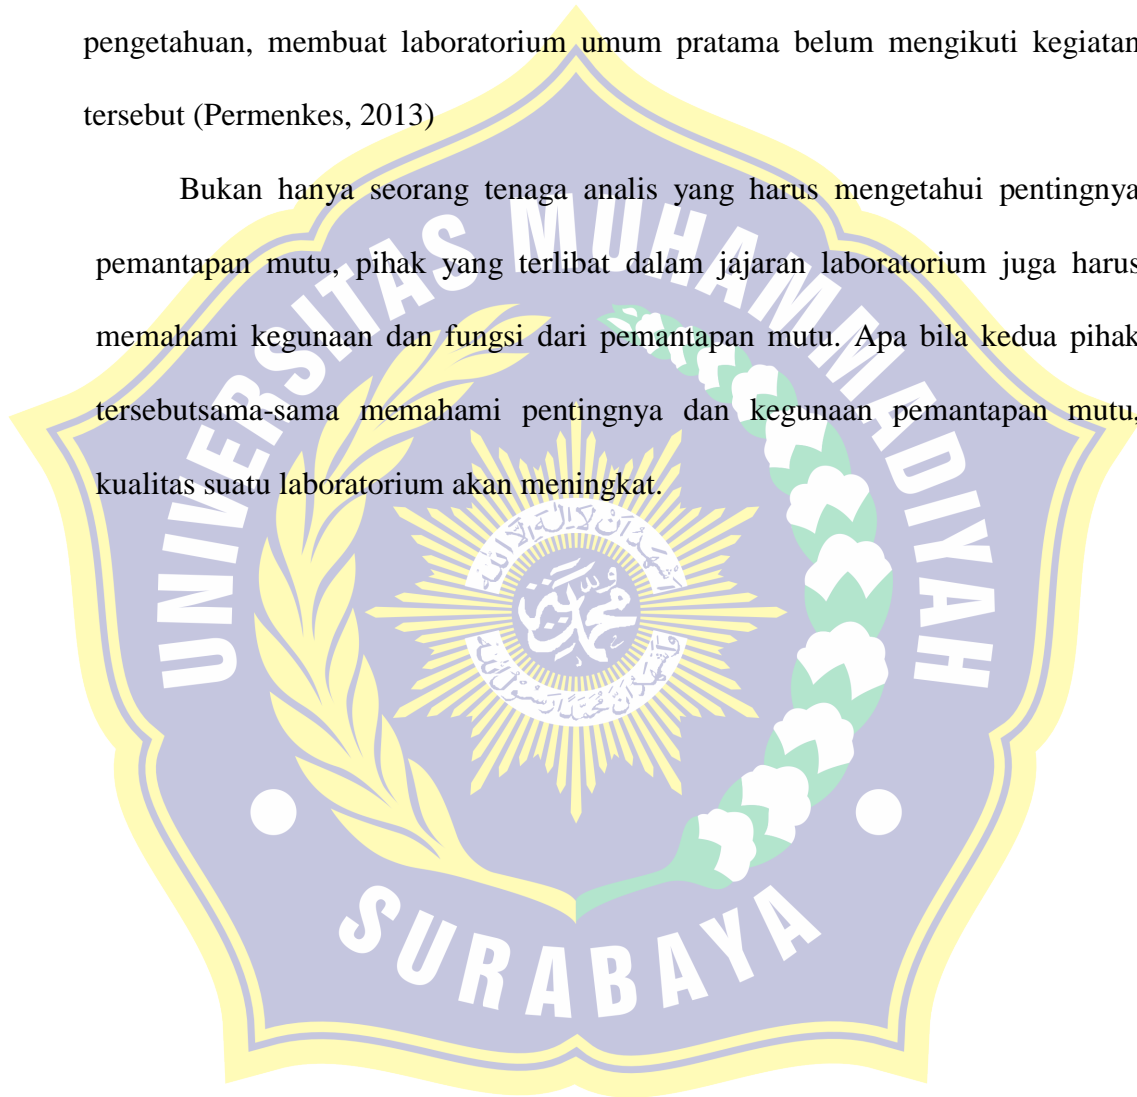 pengetahuan, membuat laboratorium umum pratama belum mengikuti kegiatan
tersebut (Permenkes, 2013)
Bukan hanya seorang tenaga analis yang harus mengetahui pentingnya
pemantapan mutu, pihak yang terlibat dalam jajaran laboratorium juga harus
memahami kegunaan dan fungsi dari pemantapan mutu. Apa bila kedua pihak
tersebutsama-sama memahami pentingnya dan kegunaan pemantapan mutu,
kualitas suatu laboratorium akan meningkat.
UNIVERSITAS MUHAMMADIYAH
SURABAYA